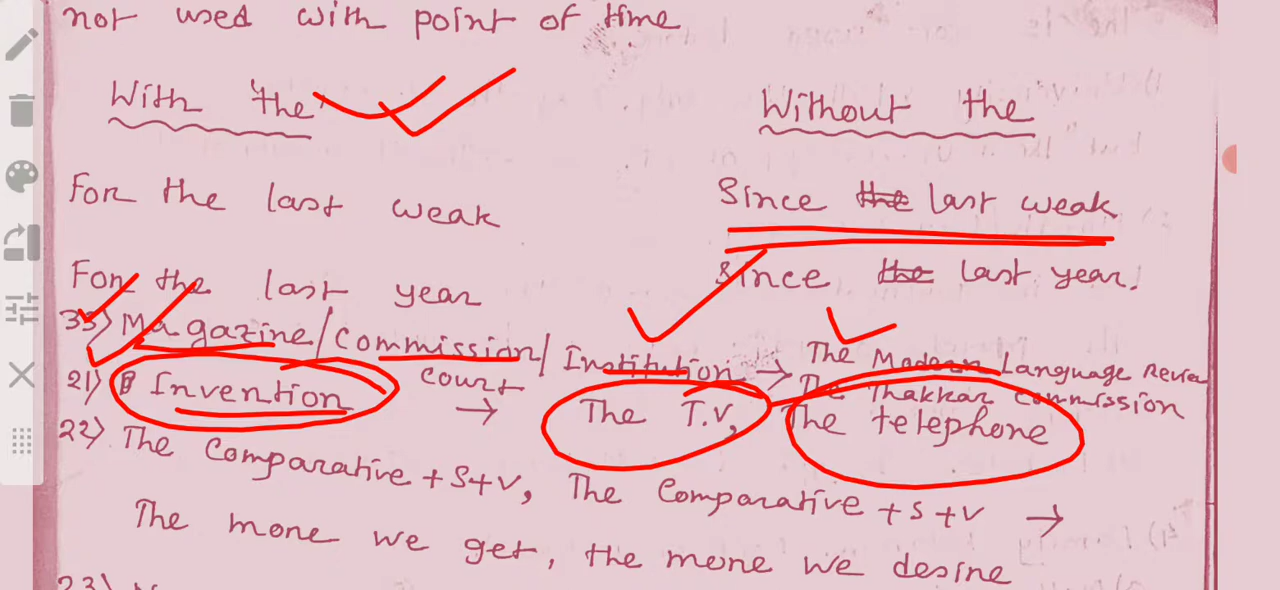 not used with point of time
With 'the'
Without the
For the last weak
Since the last weak
For the last year
Since the last year.
33) Magazine/Commission/Institution → The Modern/Language Revie
court
The Thakkar Commission
21) Invention → The T.V, The telephone
22) The Comparative + S+V, The Comparative + S + V →
The more we get, the more we desire
23)